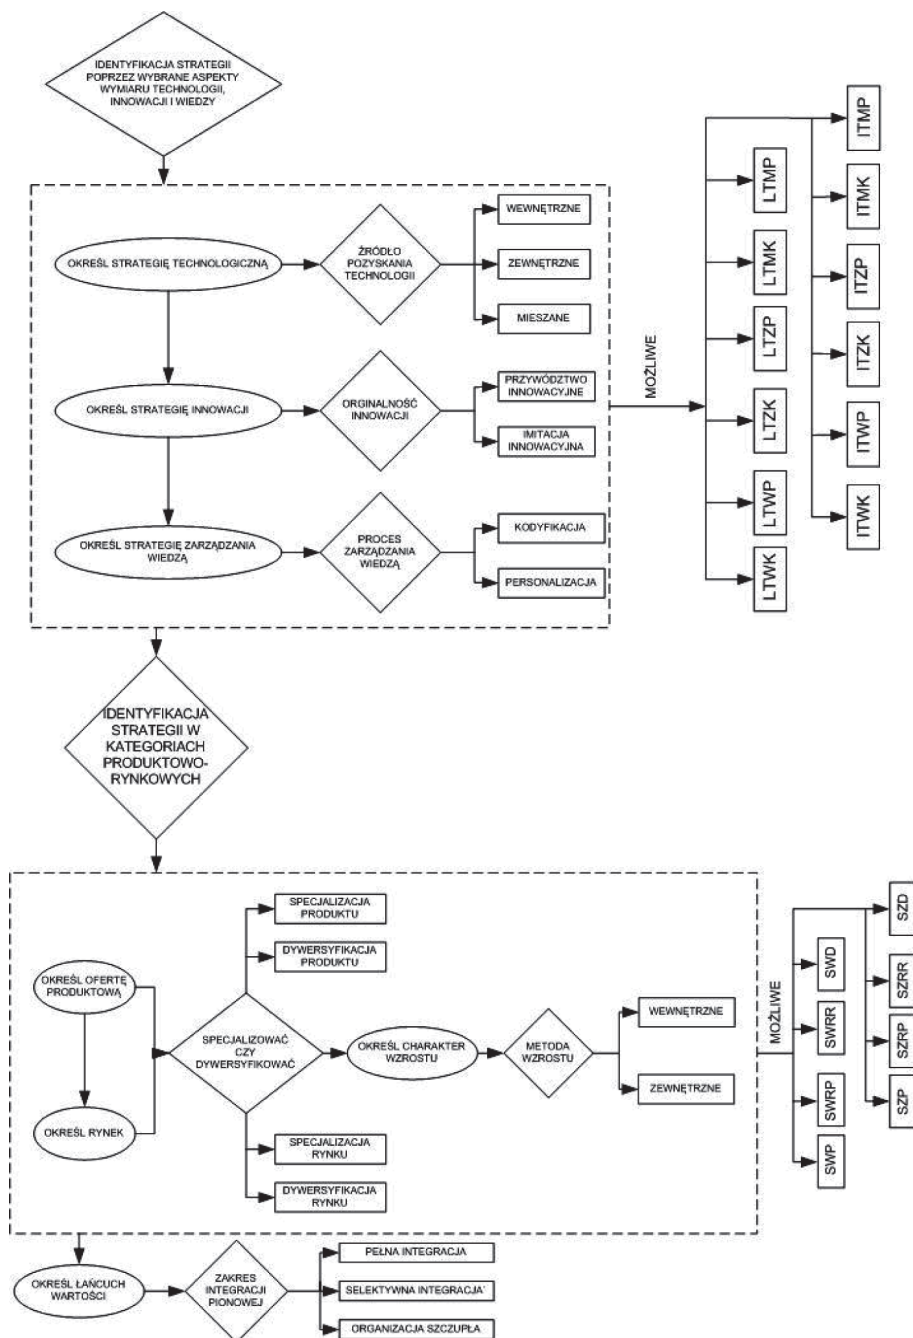 IDENTYFIKACJA STRATEGII
POPRZEZ WYBRANE ASPEKTY
WYMIARU TECHNOLOGII,
INNOWACJI I WIEDZY
OKREŚL STRATEGIĘ TECHNOLOGICZNĄ
ŹRÓDŁO
POZYSKANIA
TECHNOLOGII
WEWNĘTRZNE
ZEWNĘTRZNE
MIESZANE
OKREŚL STRATEGIĘ INNOWACJI
ORGINALNOŚĆ
INNOWACJI
PRZYWÓDZTWO
INNOWACYJNE
IMITACJA
INNOWACYJNA
OKREŚL STRATEGIĘ ZARZĄDZANIA
WIEDZĄ
PROCES
ZARZĄDZANIA
WIEDZĄ
KODYFIKACJA
PERSONALIZACJA
MOŻLIWE
LTMP
LTMK
LTZP
LTZK
LTWP
LTWK
ITMP
ITMK
ITZP
ITZK
ITWP
ITWK
IDENTYFIKACJA
STRATEGII W
KATEGORIACH
PRODUKTOWO-
RYNKOWYCH
OKREŚL OFERTĘ
PRODUKTOWĄ
OKREŚL RYNEK
SPECJALIZOWAĆ
CZY
DYWERSYFIKOWAĆ
SPECJALIZACJA
PRODUKTU
DYWERSYFIKACJA
PRODUKTU
SPECJALIZACJA
RYNKU
DYWERSYFIKACJA
RYNKU
OKREŚL CHARAKTER
WZROSTU
METODA
WZROSTU
WEWNĘTRZNE
ZEWNĘTRZNE
MOŻLIWE
SWD
SWRR
SWRP
SWP
SZD
SZRR
SZRP
SZP
OKREŚL ŁAŃCUCH
WARTOŚCI
ZAKRES
INTEGRACJI
PIONOWEJ
PEŁNA INTEGRACJA
SELEKTYWNA INTEGRACJA`
ORGANIZACJA SZCZUPŁA